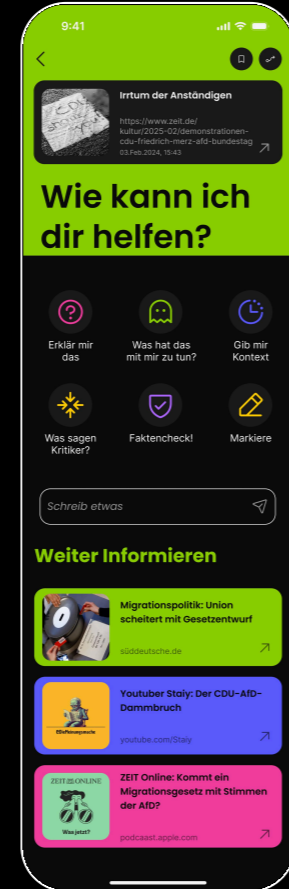 9:41
Irrtum der Anständigen
https://www.zeit.de/
kultur/2025-02/demonstrationen-
cdu-friedrich-merz-afd-bundestag
03.Feb.2024, 15:43
Wie kann ich
dir helfen?
Erklär mir
das
Was hat das
mit mir zu tun?
Gib mir
Kontext
Was sagen
Kritiker?
Faktencheck!
Markiere
Schreib etwas
Weiter Informieren
Migrationspolitik: Union
scheitert mit Gesetzentwurf
süddeutsche.de
Youtuber Staiy: Der CDU-AfD-
Dammbruch
youtube.com/Staiy
ZEIT ONLINE
Was jetzt?
ZEIT Online: Kommt ein
Migrationsgesetz mit Stimmen
der AfD?
podcaast.apple.com